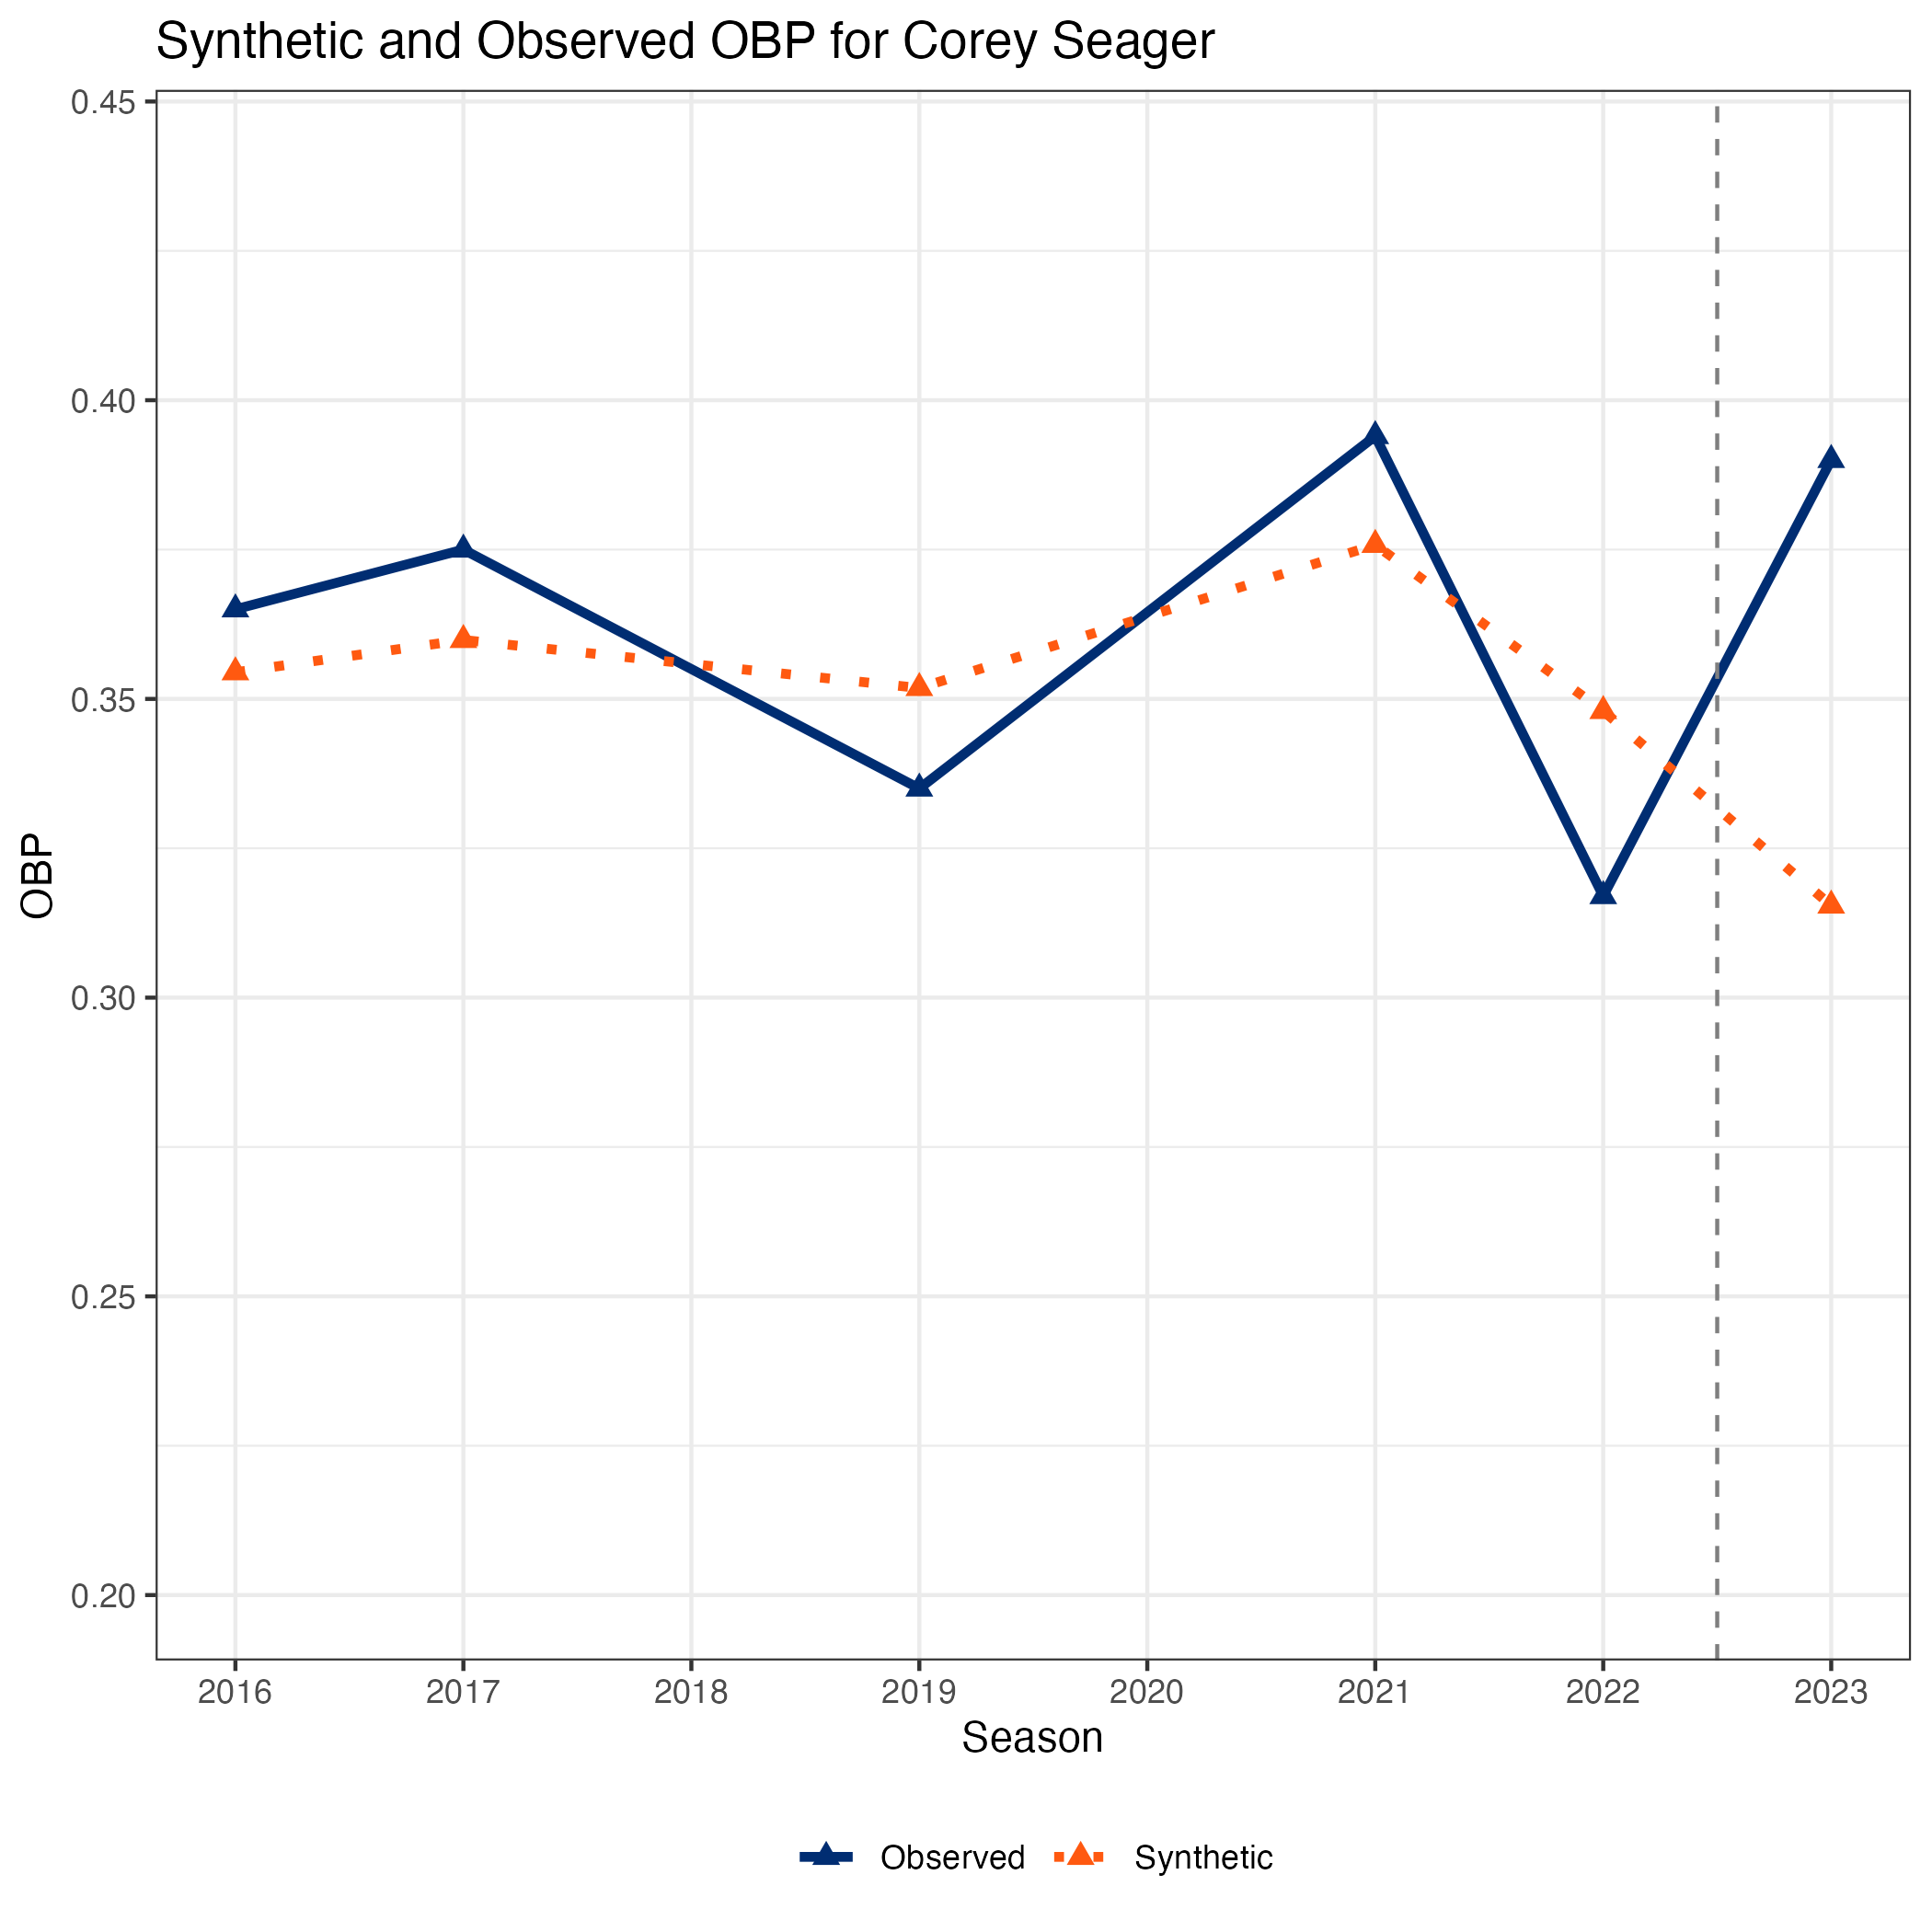 Synthetic and Observed OBP for Corey Seager
0.45
0.40
0.35
0.30
0.25
0.20
OBP
2016 2017 2018 2019 2020 2021 2022 2023
Season
Observed Synthetic